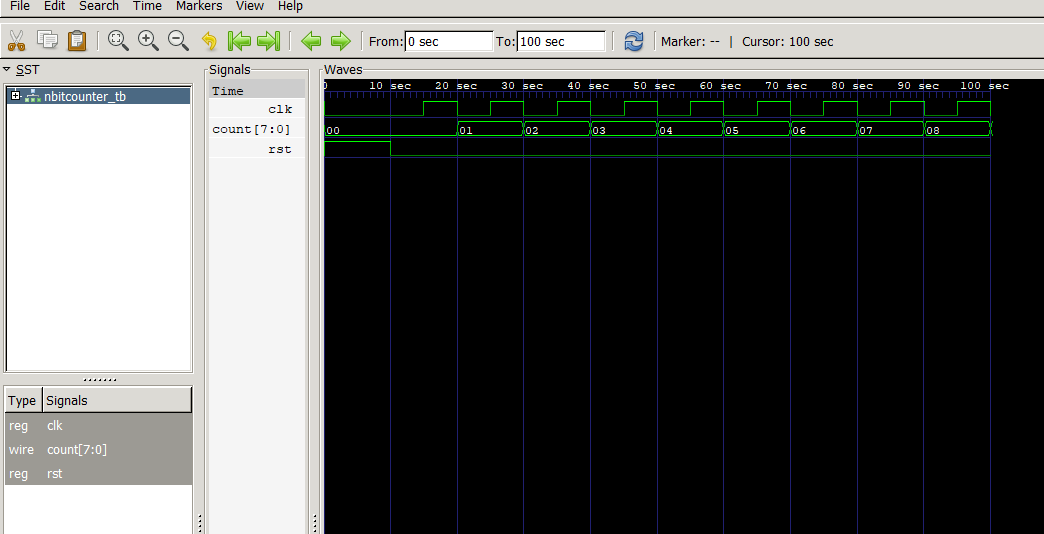 File Edit Search Time Markers View Help
From: 0 sec To: 100 sec Marker: -- | Cursor: 100 sec
SST
nbitcounter_tb
Type Signals
reg clk
wire count[7:0]
reg rst
Signals
Time
clk
count[7:0]
rst
Waves
0 10 sec 20 sec 30 sec 40 sec 50 sec 60 sec 70 sec 80 sec 90 sec 100 sec
00 01 02 03 04 05 06 07 08